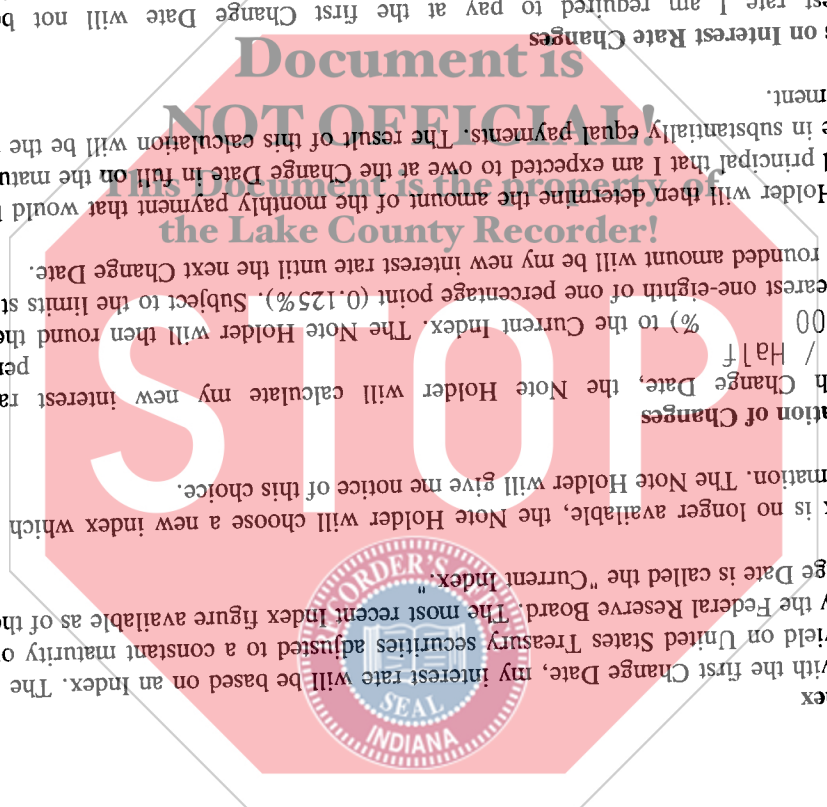 Document is
NOT OFFICIAL!
This Document is the property of
the Lake County Recorder!
STOP
RECORDER'S OFFICE
SEAL
INDIANA
ex
with the first Change Date, my interest rate will be based on an Index. The
ield on United States Treasury securities adjusted to a constant maturity o
y the Federal Reserve Board. The most recent Index figure available as of th
ge Date is called the "Current Index."
is no longer available, the Note Holder will choose a new index which
mation. The Note Holder will give me notice of this choice.
ation of Changes
h Change Date, the Note Holder will calculate my new interest ra
/ Half pe
00 %) to the Current Index. The Note Holder will then round the
earest one-eighth of one percentage point (0.125%). Subject to the limits st
rounded amount will be my new interest rate until the next Change Date.
Holder will then determine the amount of the monthly payment that would
principal that I am expected to owe at the Change Date in full on the matu
e in substantially equal payments. The result of this calculation will be the
ment.
s on Interest Rate Changes
est rate I am required to pay at the first Change Date will not b